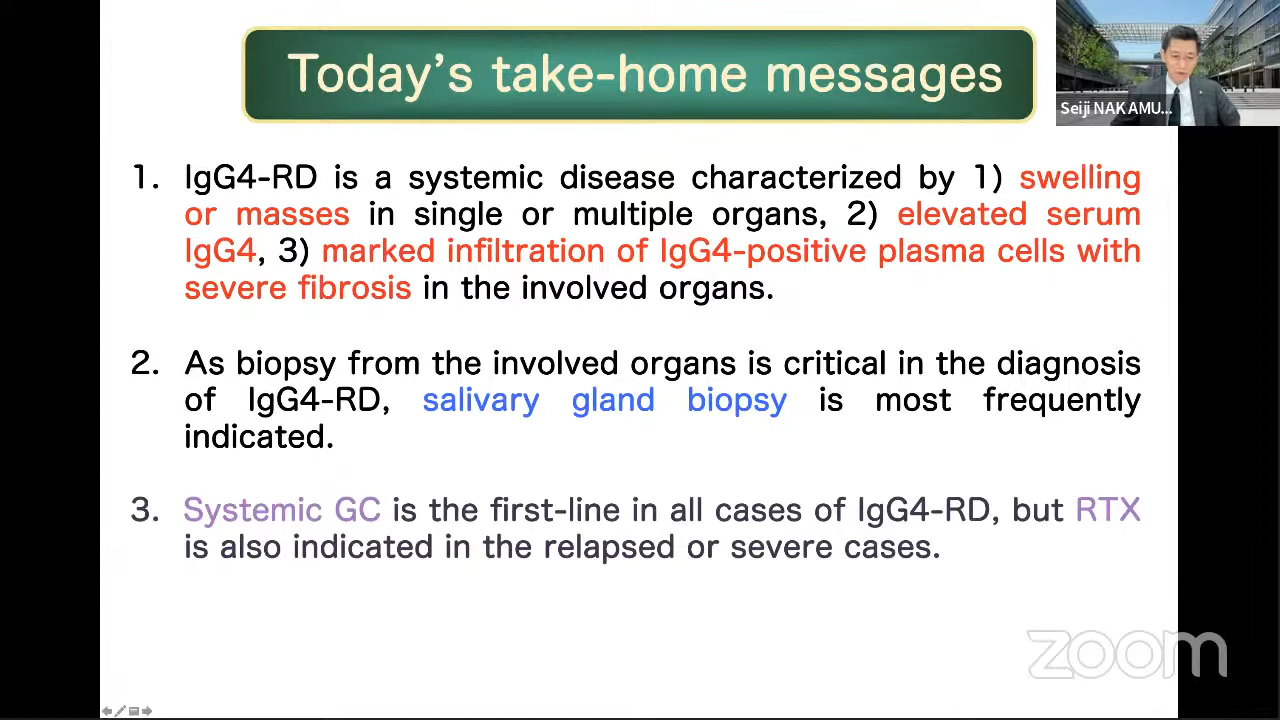 Today's take-home messages
Seiji NAKAMU...
1. IgG4-RD is a systemic disease characterized by 1) swelling
or masses in single or multiple organs, 2) elevated serum
IgG4, 3) marked infiltration of IgG4-positive plasma cells with
severe fibrosis in the involved organs.
2. As biopsy from the involved organs is critical in the diagnosis
of IgG4-RD, salivary gland biopsy is most frequently
indicated.
3. Systemic GC is the first-line in all cases of IgG4-RD, but RTX
is also indicated in the relapsed or severe cases.
zoom